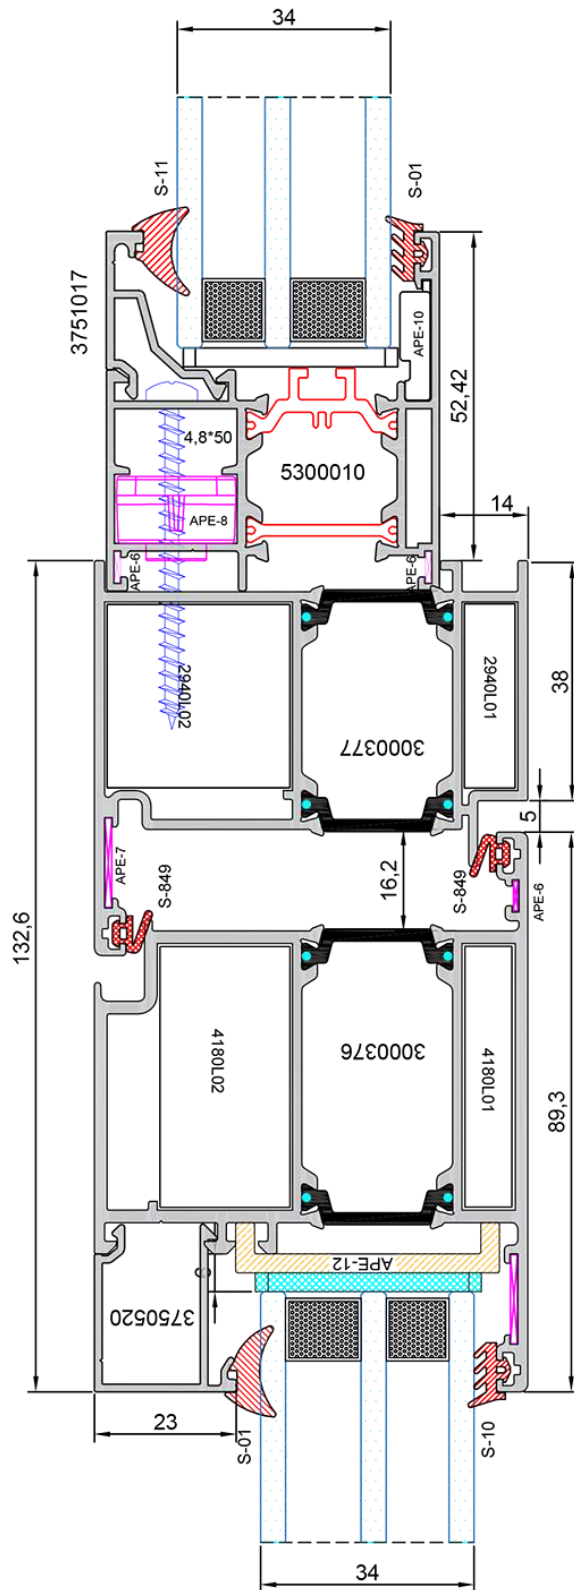 34
S-11
S-01
3751017
APE-10
52,42
4,8*50
5300010
14
APE-8
APE-6
APE-6
2940L02
2940L01
3000377
38
5
APE-7
S-849
16,2
S-849
APE-6
132,6
4180L02
3000376
4180L01
89,3
APE-12
3750520
23
S-01
S-10
34